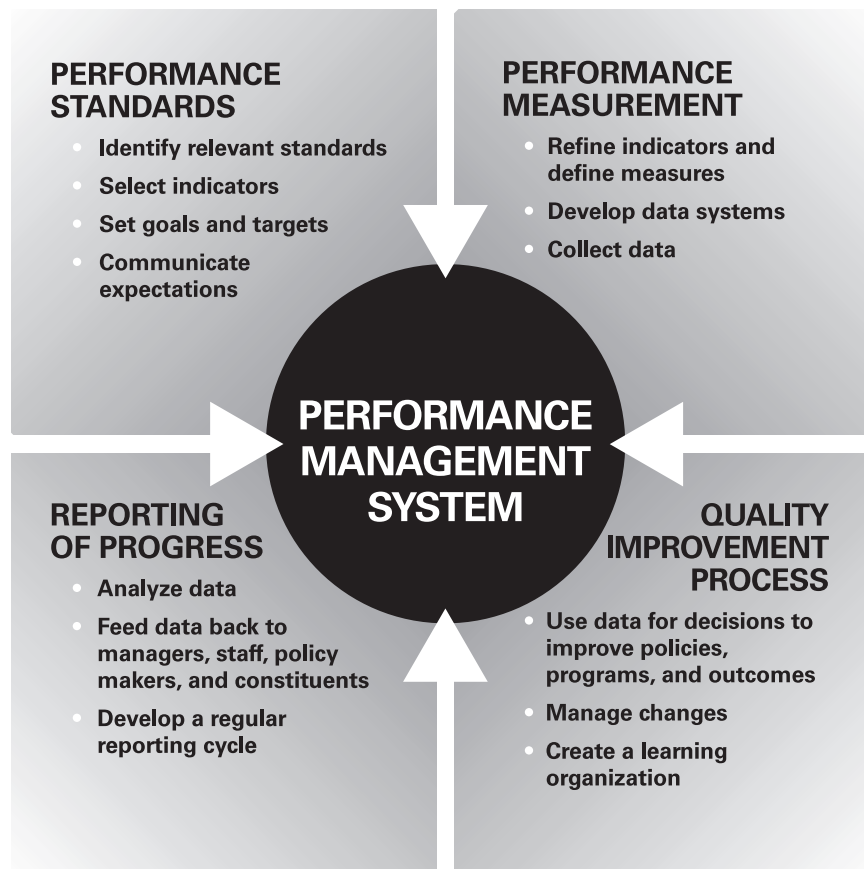 PERFORMANCE
STANDARDS
• Identify relevant standards
• Select indicators
• Set goals and targets
• Communicate
expectations
PERFORMANCE
MEASUREMENT
• Refine indicators and
define measures
• Develop data systems
• Collect data
PERFORMANCE
MANAGEMENT
SYSTEM
REPORTING
OF PROGRESS
• Analyze data
• Feed data back to
managers, staff, policy
makers, and constituents
• Develop a regular
reporting cycle
QUALITY
IMPROVEMENT
PROCESS
• Use data for decisions to
improve policies,
programs, and outcomes
• Manage changes
• Create a learning
organization